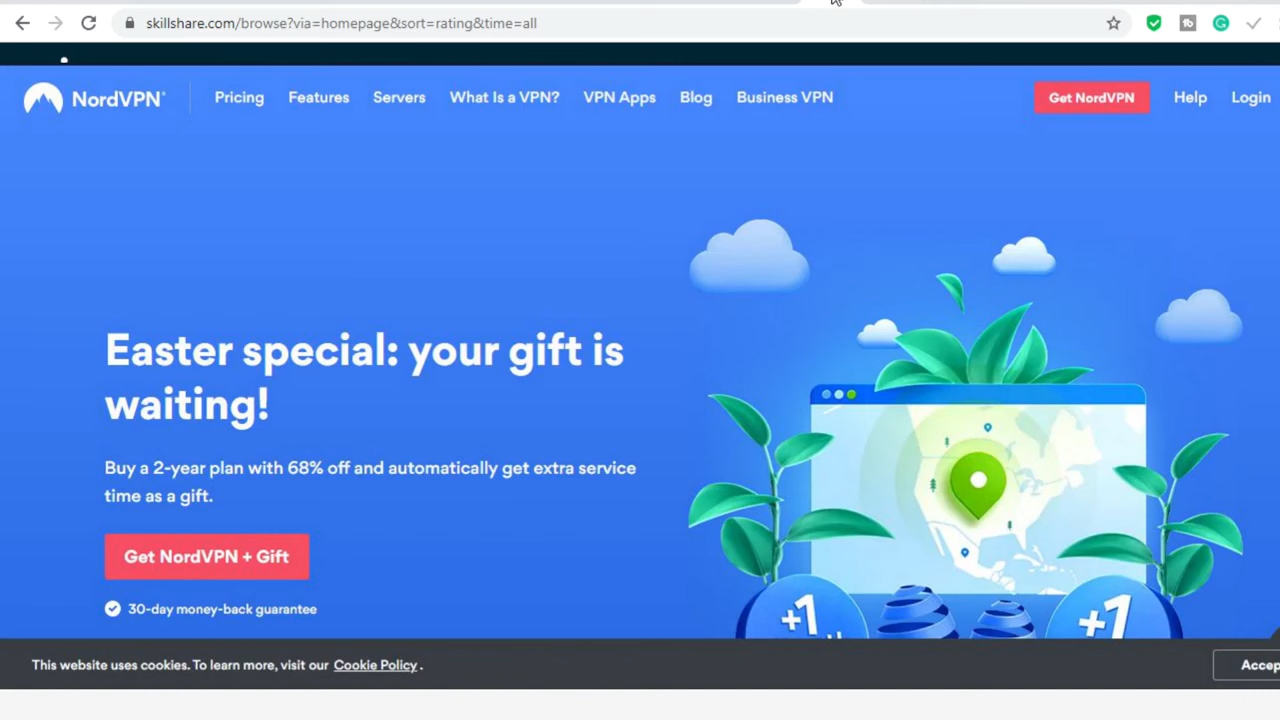 skillshare.com/browse?via=homepage&sort=rating&time=all
NordVPN® Pricing Features Servers What Is a VPN? VPN Apps Blog Business VPN Get NordVPN Help Login
Easter special: your gift is
waiting!
Buy a 2-year plan with 68% off and automatically get extra service
time as a gift.
Get NordVPN + Gift
30-day money-back guarantee
+1 +1
This website uses cookies. To learn more, visit our Cookie Policy . Accep